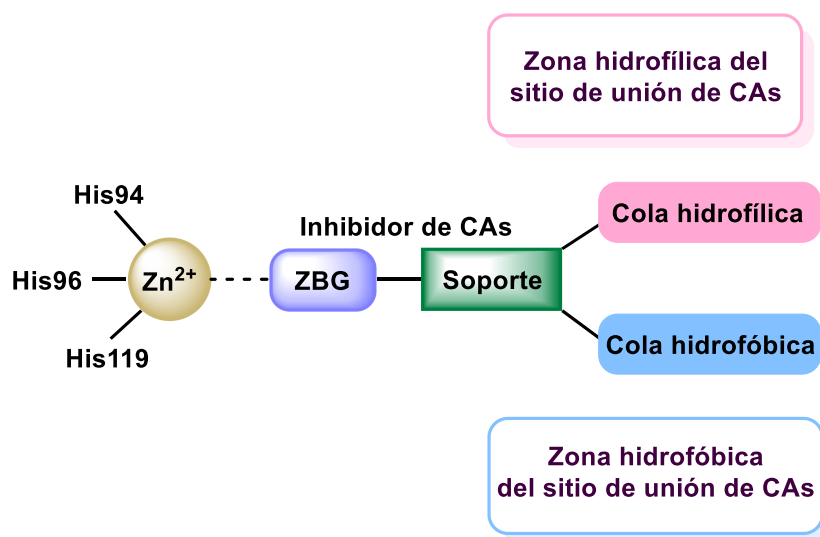 Zona hidrofílica del
sitio de unión de CAs
His94
Inhibidor de CAs
Cola hidrofílica
His96
Zn²⁺
ZBG
Soporte
His119
Cola hidrofóbica
Zona hidrofóbica
del sitio de unión de CAs